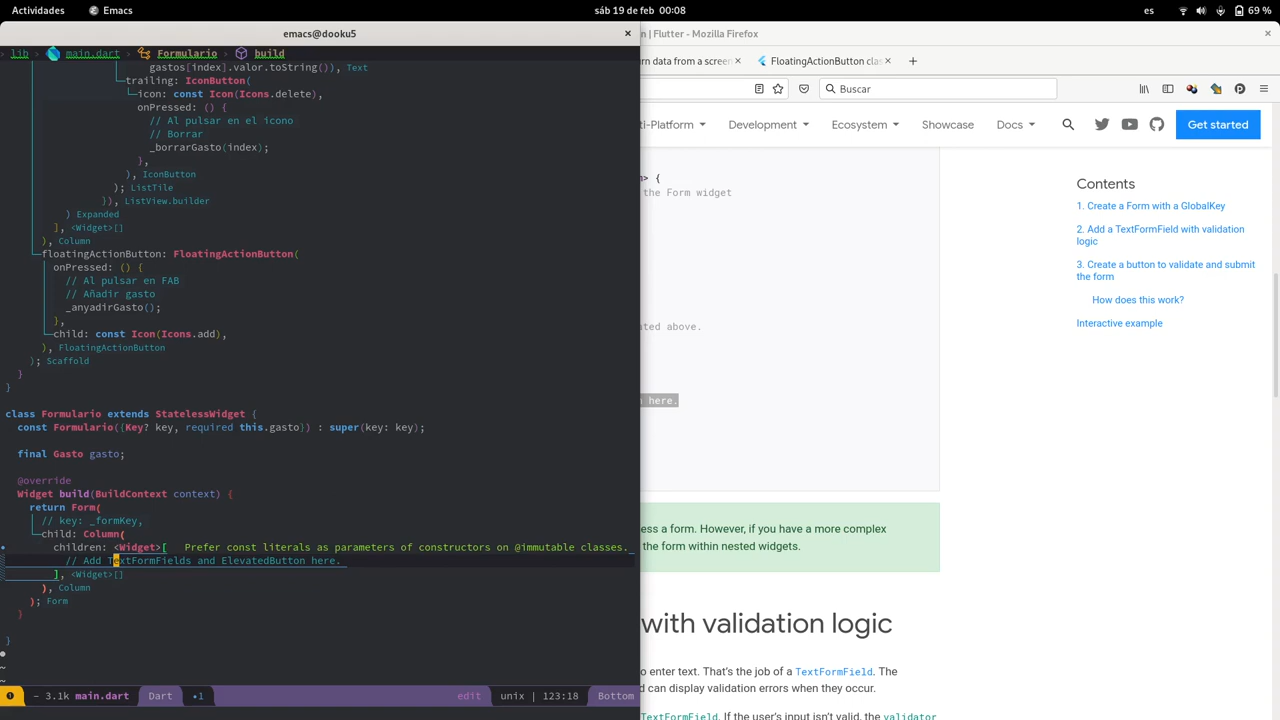 Actividades
Emacs
sáb 19 de feb  00:08
es
69 %
emacs@dooku5
n | Flutter - Mozilla Firefox
lib › main.dart › Formulario › build
rn data from a screen
FloatingActionButton clas
Buscar
gastos[index].valor.toString()), Text
trailing: IconButton(
icon: const Icon(Icons.delete),
onPressed: () {
// Al pulsar en el icono
// Borrar
_borrarGasto(index);
},
), IconButton
); ListTile
}), ListView.builder
) Expanded
], <Widget>[]
), Column
floatingActionButton: FloatingActionButton(
onPressed: () {
// Al pulsar en FAB
// Añadir gasto
_anyadirGasto();
},
child: const Icon(Icons.add),
), FloatingActionButton
); Scaffold
}
}
class Formulario extends StatelessWidget {
const Formulario({Key? key, required this.gasto}) : super(key: key);
final Gasto gasto;
@override
Widget build(BuildContext context) {
return Form(
// key: _formKey,
child: Column(
children: <Widget>[   Prefer const literals as parameters of constructors on @immutable classes.
// Add TextFormFields and ElevatedButton here.
], <Widget>[]
), Column
); Form
}
}
~
~
- 3.1k main.dart
Dart
•1
edit
unix | 123:18
Bottom
ti-Platform
Development
Ecosystem
Showcase
Docs
Get started
> {
the Form widget
ted above.
n here.
ess a form. However, if you have a more complex
the form within nested widgets.
with validation logic
o enter text. That's the job of a TextFormField. The
d can display validation errors when they occur.
TextFormField. If the user's input isn't valid, the validator
Contents
1. Create a Form with a GlobalKey
2. Add a TextFormField with validation
logic
3. Create a button to validate and submit
the form
How does this work?
Interactive example